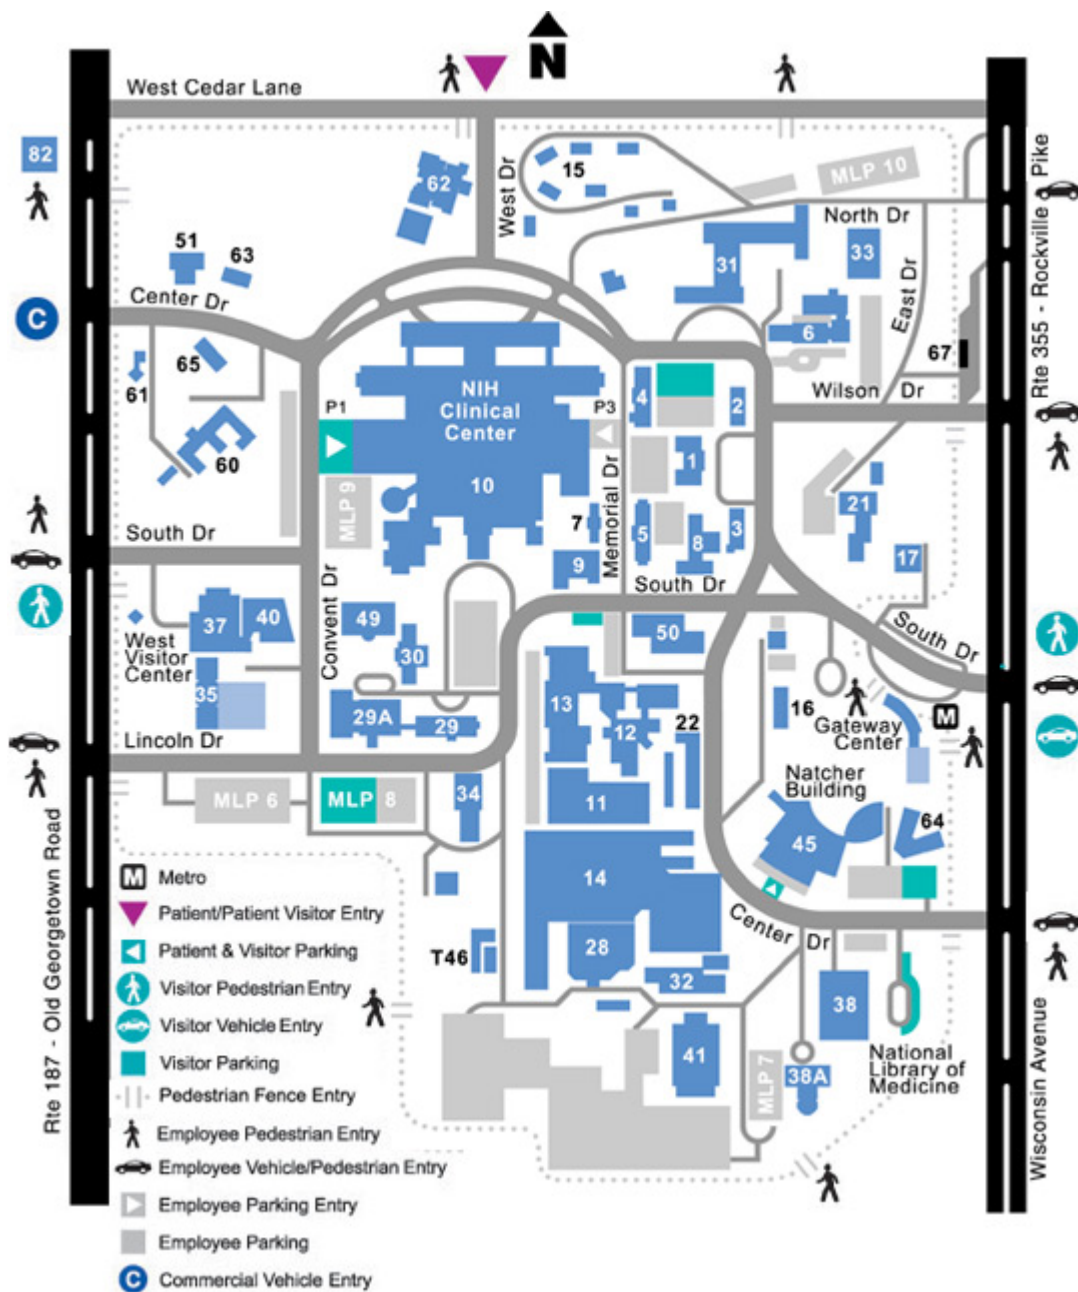 N
West Cedar Lane
82
62
West Dr
15
MLP 10
North Dr
Rte 355 - Rockville Pike
51
63
31
33
East Dr
Center Dr
C
6
67
65
61
NIH
Clinical
Center
P1
P3
4
2
Wilson Dr
60
10
1
Memorial Dr
MLP 9
7
5
8
3
21
South Dr
9
17
South Dr
South Dr
37
40
49
50
West
Visitor
Center
Convent Dr
30
35
13
16
Gateway
Center
M
29A
29
12
22
Lincoln Dr
Natcher
Building
MLP 6
MLP 8
34
11
64
45
14
Center Dr
T46
28
32
38
41
MLP 7
38A
National
Library of
Medicine
Rte 187 - Old Georgetown Road
Wisconsin Avenue
M Metro
Patient/Patient Visitor Entry
Patient & Visitor Parking
Visitor Pedestrian Entry
Visitor Vehicle Entry
Visitor Parking
Pedestrian Fence Entry
Employee Pedestrian Entry
Employee Vehicle/Pedestrian Entry
Employee Parking Entry
Employee Parking
C Commercial Vehicle Entry